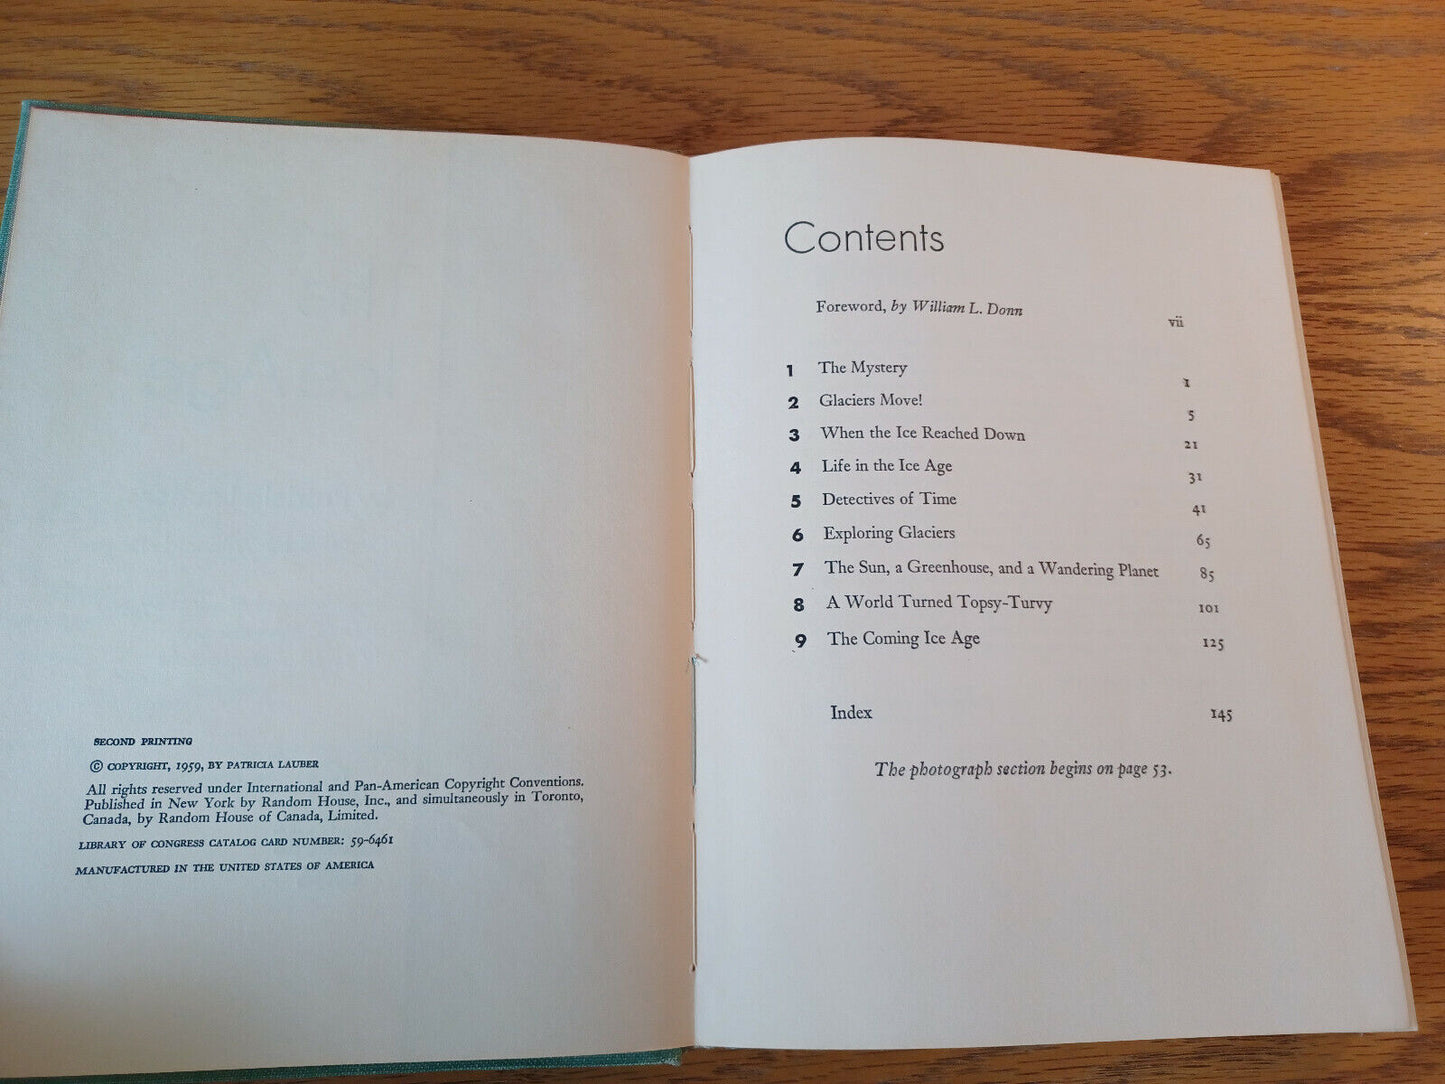 SECOND PRINTING
© COPYRIGHT, 1959, BY PATRICIA LAUBER
All rights reserved under International and Pan-American Copyright Conventions.
Published in New York by Random House, Inc., and simultaneously in Toronto,
Canada, by Random House of Canada, Limited.
LIBRARY OF CONGRESS CATALOG CARD NUMBER: 59-6461
MANUFACTURED IN THE UNITED STATES OF AMERICA
Contents
Foreword, by William L. Donn vii
1 The Mystery 1
2 Glaciers Move! 5
3 When the Ice Reached Down 21
4 Life in the Ice Age 31
5 Detectives of Time 41
6 Exploring Glaciers 65
7 The Sun, a Greenhouse, and a Wandering Planet 85
8 A World Turned Topsy-Turvy 101
9 The Coming Ice Age 125
Index 145
The photograph section begins on page 53.